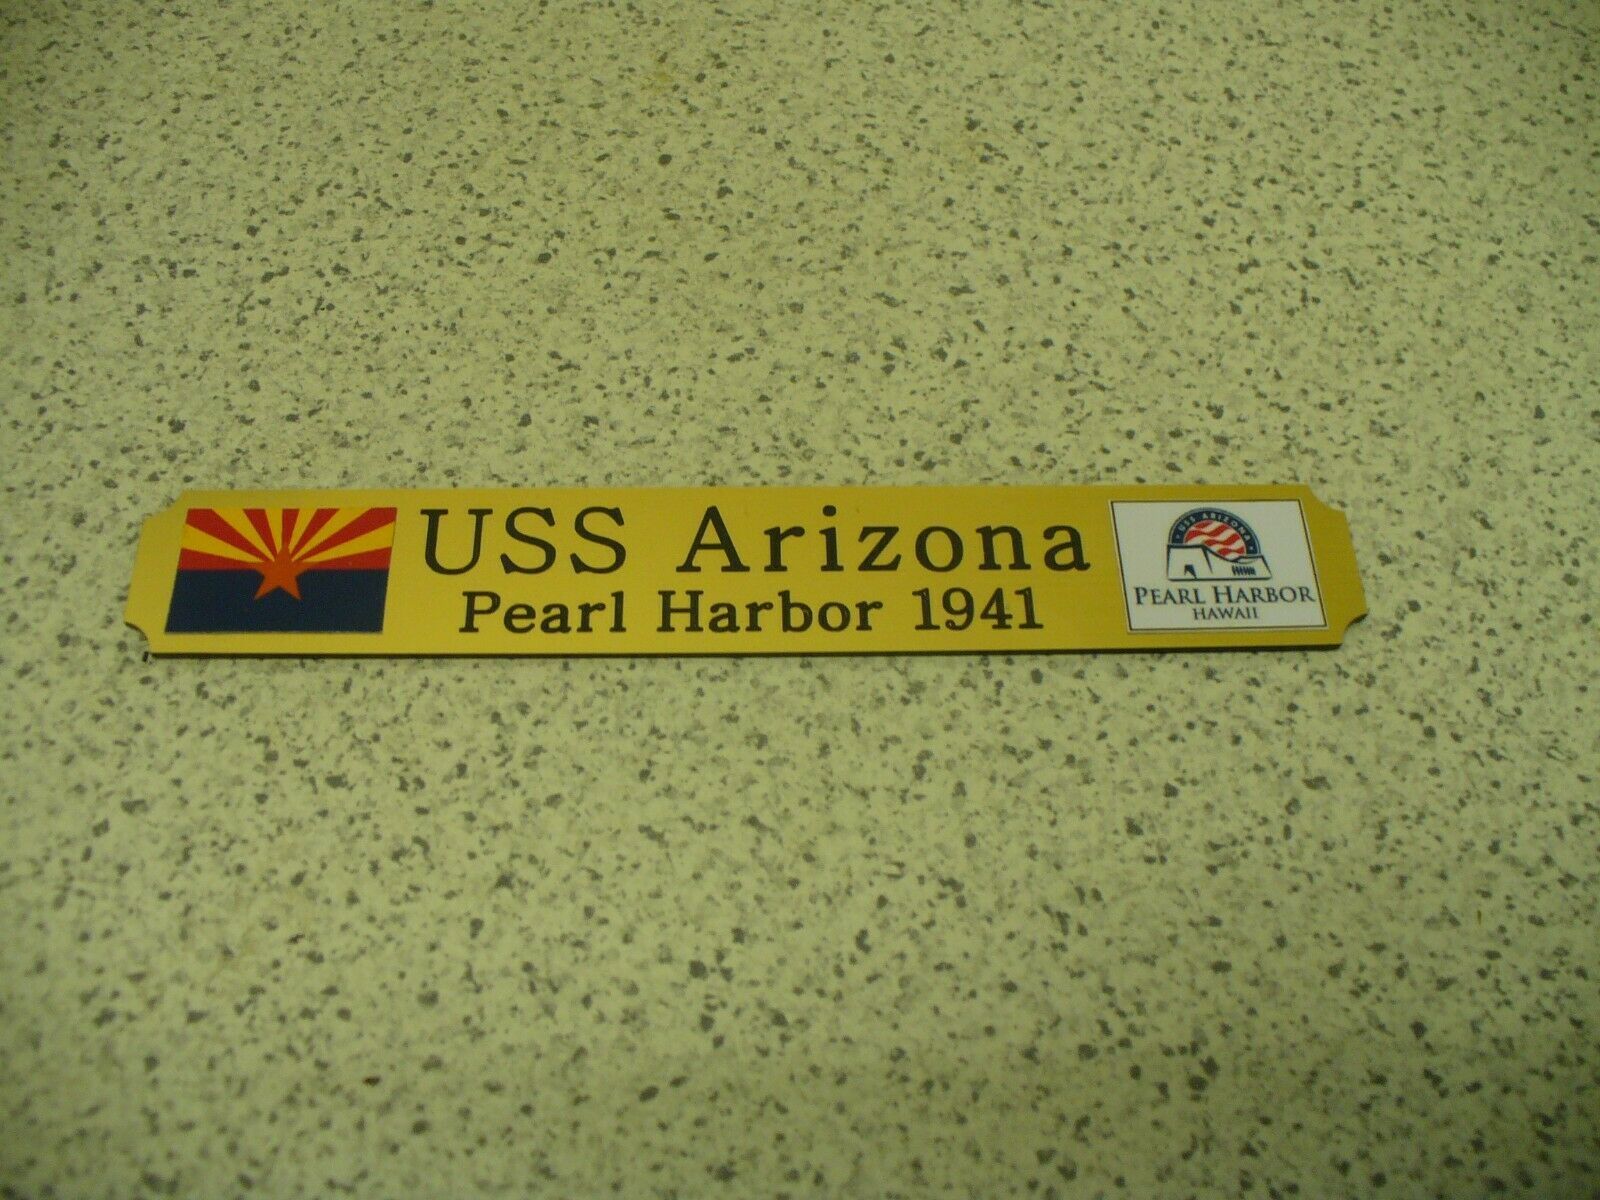 USS Arizona
Pearl Harbor 1941
USS ARIZONA
PEARL HARBOR
HAWAII